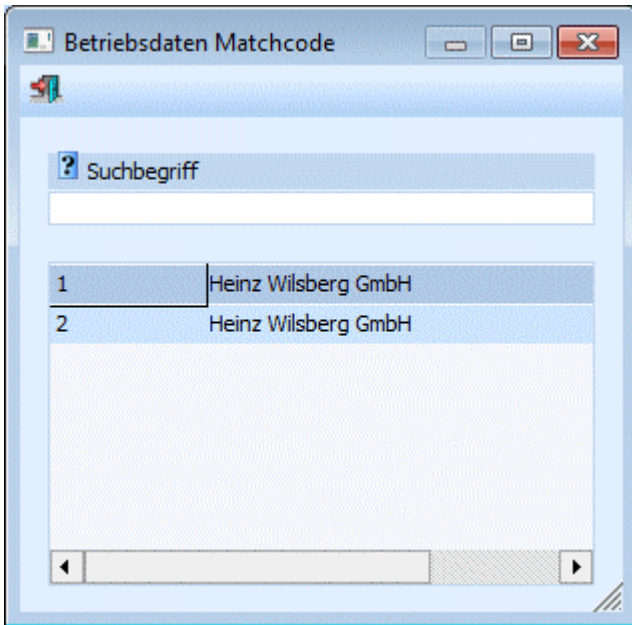 Betriebsdaten Matchcode
? Suchbegriff
1 Heinz Wilsberg GmbH
2 Heinz Wilsberg GmbH